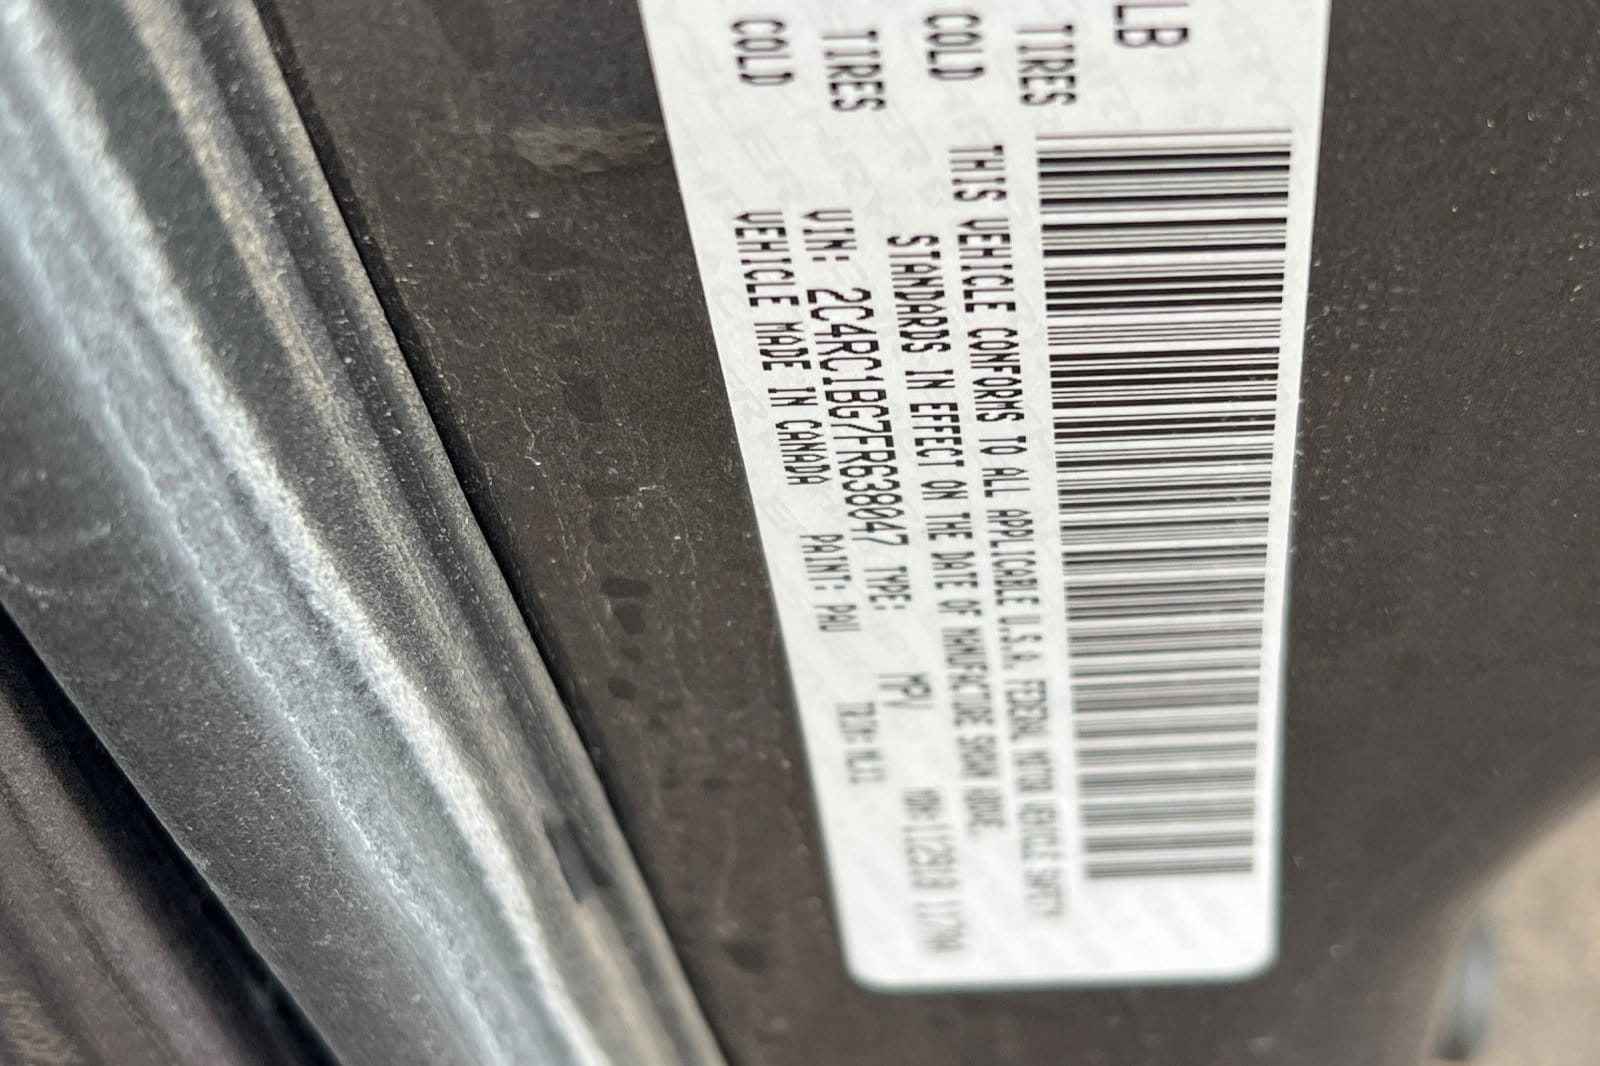 LB
TIRES
COLD
TIRES
COLD
THIS VEHICLE CONFORMS TO ALL APPLICABLE U.S.A. FEDERAL MOTOR VEHICLE SAFETY
STANDARDS IN EFFECT ON THE DATE OF MANUFACTURE SHOWN ABOVE.
VIN: 2C4RC1BG7FR638047 TYPE: MPV
VEHICLE MADE IN CANADA PAINT: PAU